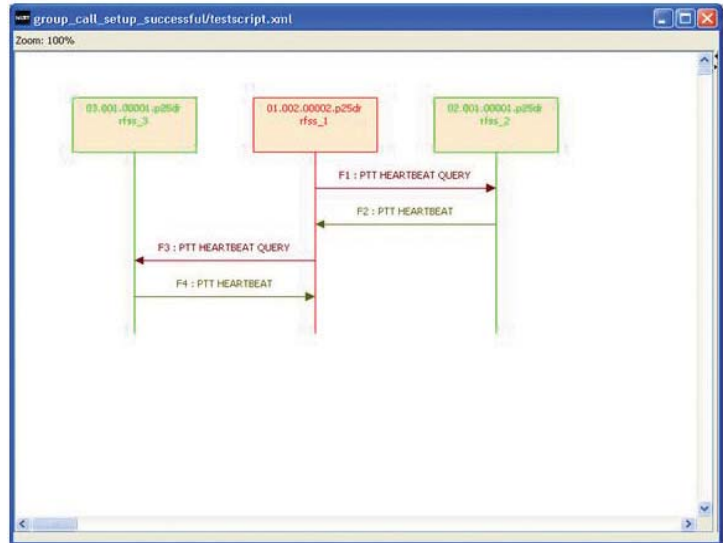 group_call_setup_successful/testscript.xml
Zoom: 100%
03.001.00001.p25dr
rfss_3
01.002.00002.p25dr
rfss_1
02.001.00001.p25dr
rfss_2
F1 : PTT HEARTBEAT QUERY
F2 : PTT HEARTBEAT
F3 : PTT HEARTBEAT QUERY
F4 : PTT HEARTBEAT